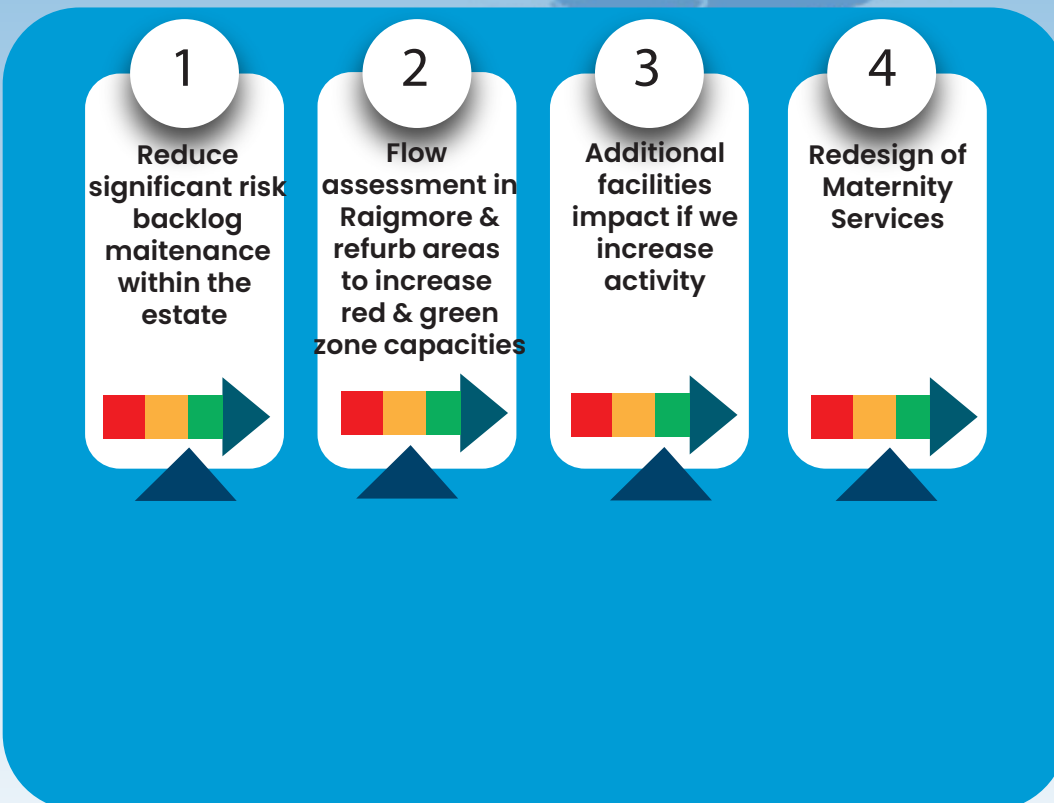 1
Reduce
significant risk
backlog
maitenance
within the
estate
2
Flow
assessment in
Raigmore &
refurb areas
to increase
red & green
zone capacities
3
Additional
facilities
impact if we
increase
activity
4
Redesign of
Maternity
Services